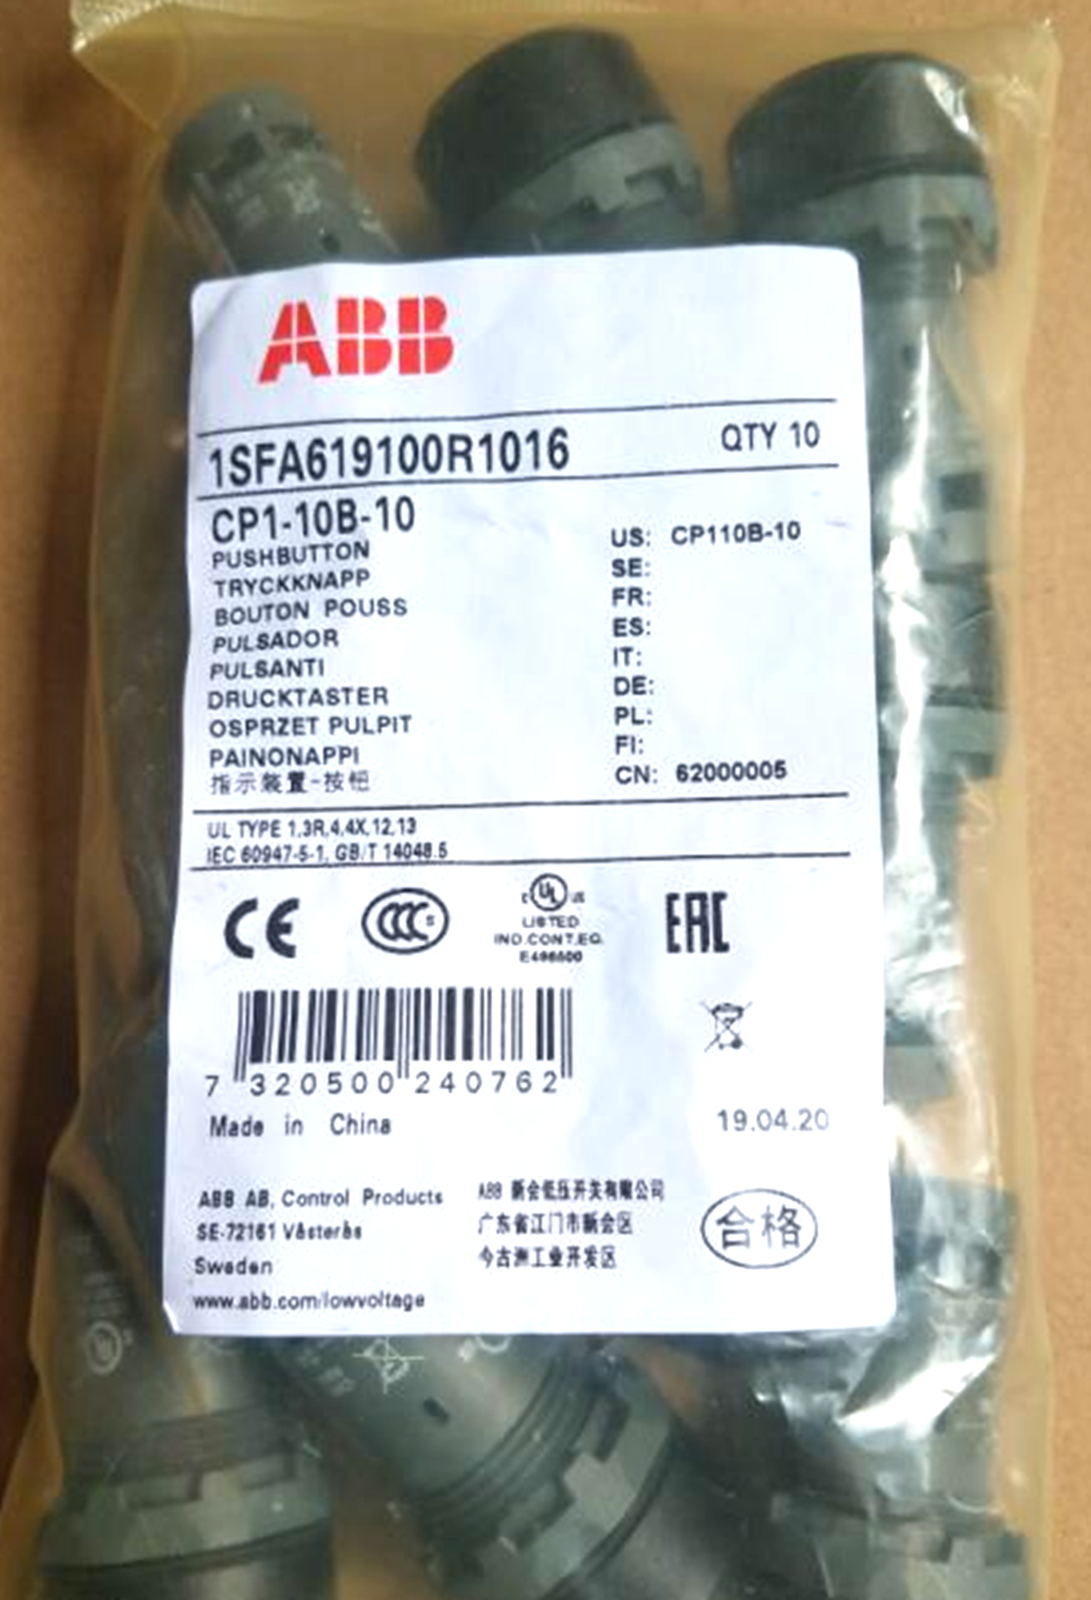 ABB
1SFA619100R1016 QTY 10
CP1-10B-10
PUSHBUTTON US: CP110B-10
TRYCKKNAPP SE:
BOUTON POUSS FR:
PULSADOR ES:
PULSANTI IT:
DRUCKTASTER DE:
OSPRZET PULPIT PL:
PAINONAPPI FI:
指示装置-按钮 CN: 62000005
UL TYPE 1,3R,4,4X,12,13
IEC 60947-5-1, GB/T 14048.5
CE CCC S C UL US EAC
LISTED
IND.CONT.EQ.
7 320500 240762
Made in China 19.04.20
ABB AB, Control Products
SE-72161 Västerås
Sweden
www.abb.com/lowvoltage
ABB 新会低压开关有限公司
广东省江门市新会区
今古洲工业开发区
合格